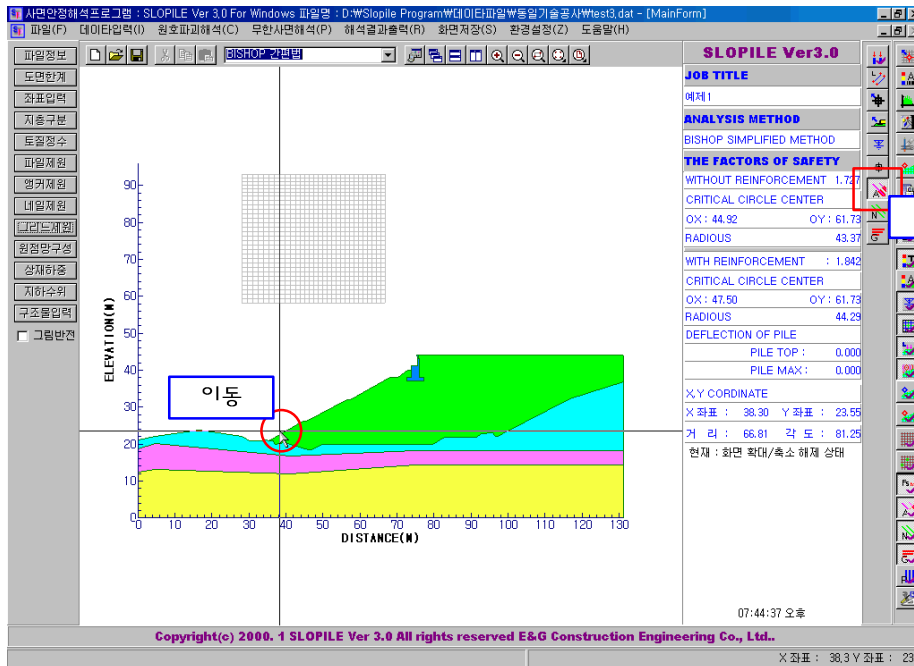 사면안정해석프로그램 : SLOPILE Ver 3,0 For Windows 파일명 : D:₩Slopile Program₩데이타파일₩동일기술공사₩test3,dat - [MainForm]
파일(F) 데이타입력(I) 원호파괴해석(C) 무한사면해석(P) 해석결과출력(R) 화면저장(S) 환경설정(Z) 도움말(H)
파일정보
BISHOP 간편법
도면한계
좌표입력
지층구분
토질정수
파일제원
앵커제원
네일제원
그리드제원
원점망구성
상재하중
지하수위
구조물입력
그림반전
ELEVATION(M)
90
80
70
60
50
40
30
20
10
0
이동
0 10 20 30 40 50 60 70 80 90 100 110 120 130
DISTANCE(M)
SLOPILE Ver3.0
JOB TITLE
예제1
ANALYSIS METHOD
BISHOP SIMPLIFIED METHOD
THE FACTORS OF SAFETY
WITHOUT REINFORCEMENT 1.727
CRITICAL CIRCLE CENTER
OX: 44.92 OY: 61.73
RADIOUS 43.37
WITH REINFORCEMENT : 1.842
CRITICAL CIRCLE CENTER
OX: 47.50 OY: 61.73
RADIOUS 44.29
DEFLECTION OF PILE
PILE TOP : 0.000
PILE MAX : 0.000
X,Y CORDINATE
X 좌표 : 38.30 Y 좌표 : 23.55
거 리 : 66.81 각 도 : 81.25
현재 : 화면 확대/축소 해제 상태
07:44:37 오후
Copyright(c) 2000. 1 SLOPILE Ver 3.0 All rights reserved E&G Construction Engineering Co., Ltd..
X 좌표 : 38,3 Y 좌표 : 23